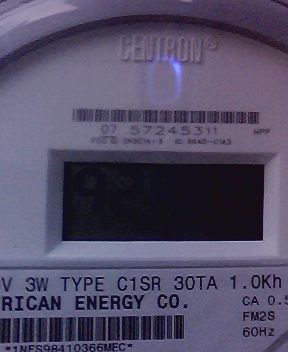 CENTRON®
07 57245311
V 3W TYPE C1SR 30TA 1.0Kh
RICAN ENERGY CO.
CA 0.5
FM2S
60Hz
*1NFS98410366MEC*